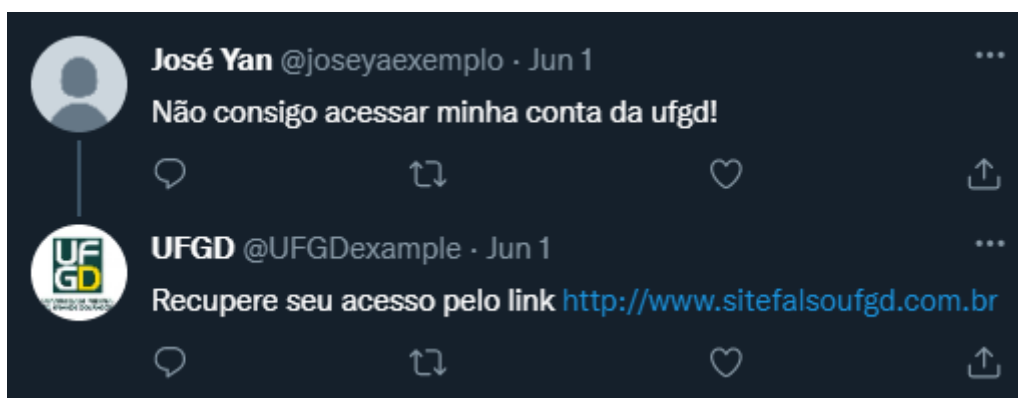 José Yan @joseyaexemplo · Jun 1
Não consigo acessar minha conta da ufgd!
UFGD @UFGDexample · Jun 1
UF
GD
Recupere seu acesso pelo link http://www.sitefalsoufgd.com.br